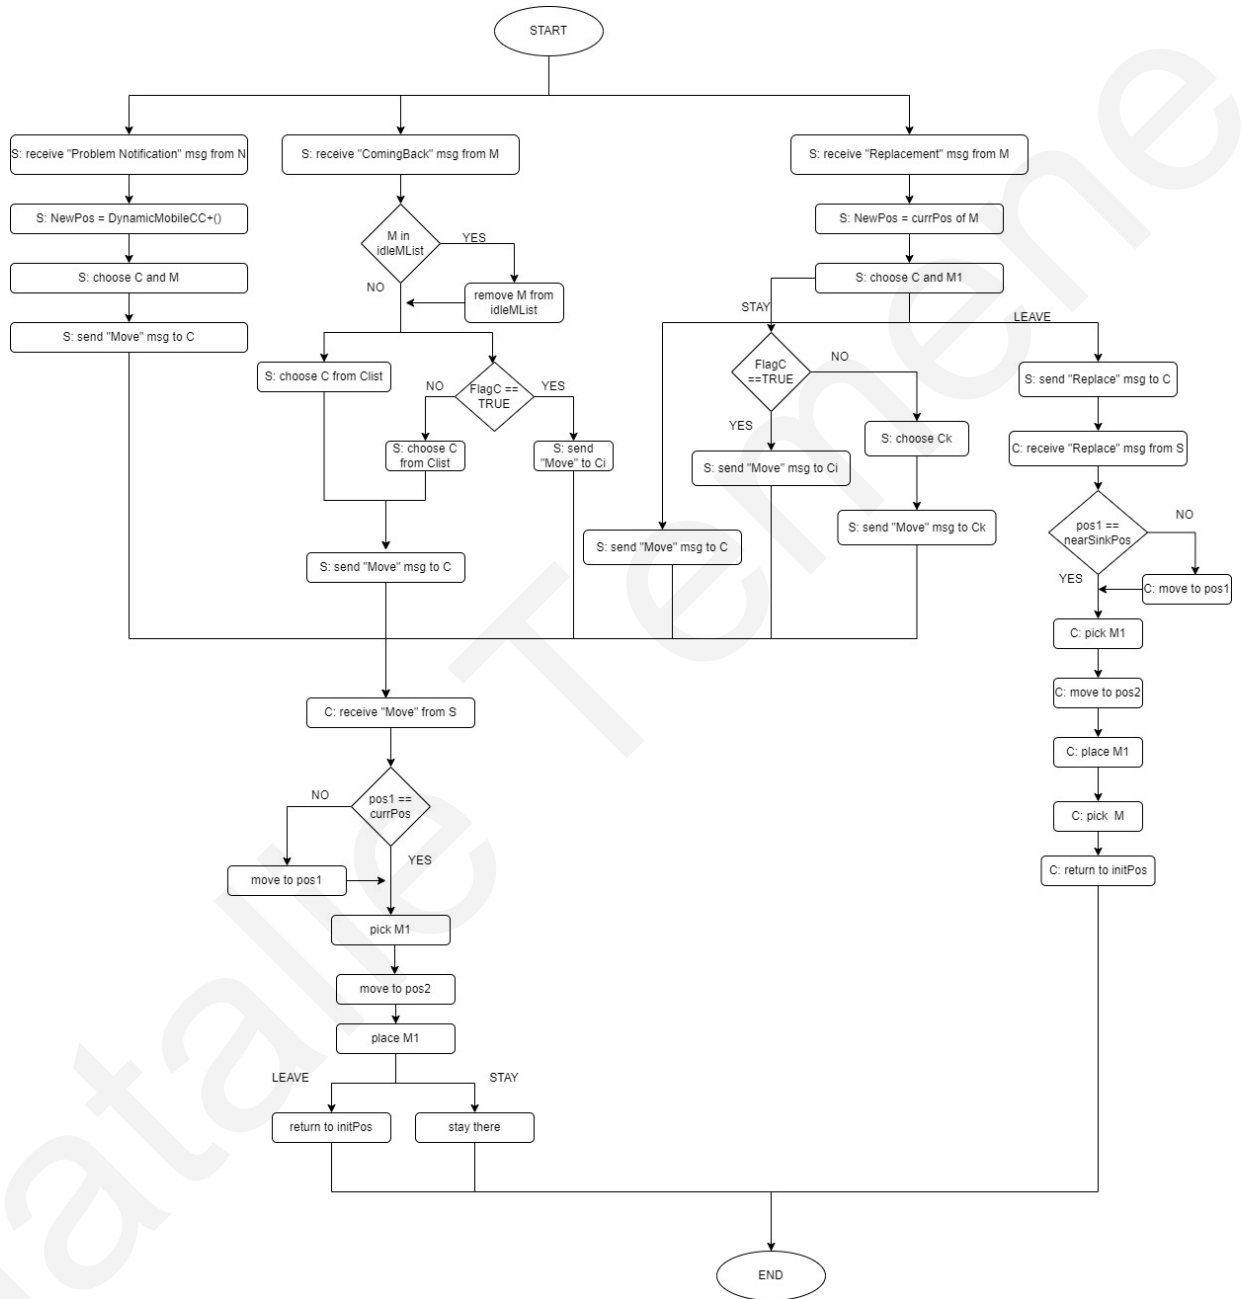 START
S: receive "Problem Notification" msg from N
S: NewPos = DynamicMobileCC+()
S: choose C and M
S: send "Move" msg to C
S: receive "ComingBack" msg from M
M in
idleMList
YES
NO
remove M from
idleMList
S: choose C from Clist
FlagC ==
TRUE
NO
YES
S: choose C
from Clist
S: send
"Move" to Ci
S: send "Move" msg to C
S: receive "Replacement" msg from M
S: NewPos = currPos of M
S: choose C and M1
STAY
LEAVE
FlagC
==TRUE
NO
YES
S: choose Ck
S: send "Move" msg to Ci
S: send "Move" msg to Ck
S: send "Move" msg to C
S: send "Replace" msg to C
C: receive "Replace" msg from S
pos1 ==
nearSinkPos
NO
YES
C: move to pos1
C: pick M1
C: move to pos2
C: place M1
C: pick M
C: return to initPos
C: receive "Move" from S
pos1 ==
currPos
NO
YES
move to pos1
pick M1
move to pos2
place M1
LEAVE
STAY
return to initPos
stay there
END
Natalie Temene